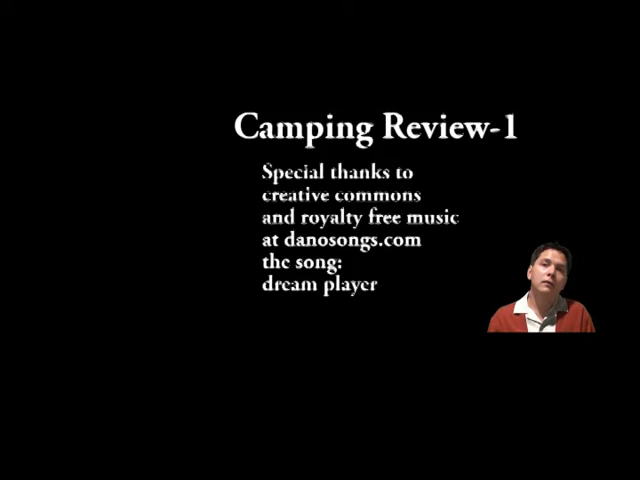 Camping Review-1
Special thanks to
creative commons
and royalty free music
at danosongs.com
the song:
dream player